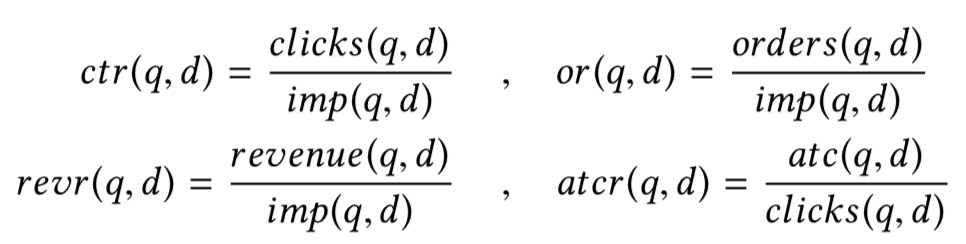 ctr(q, d) = clicks(q, d) / imp(q, d) , or(q, d) = orders(q, d) / imp(q, d)
revr(q, d) = revenue(q, d) / imp(q, d) , atcr(q, d) = atc(q, d) / clicks(q, d)